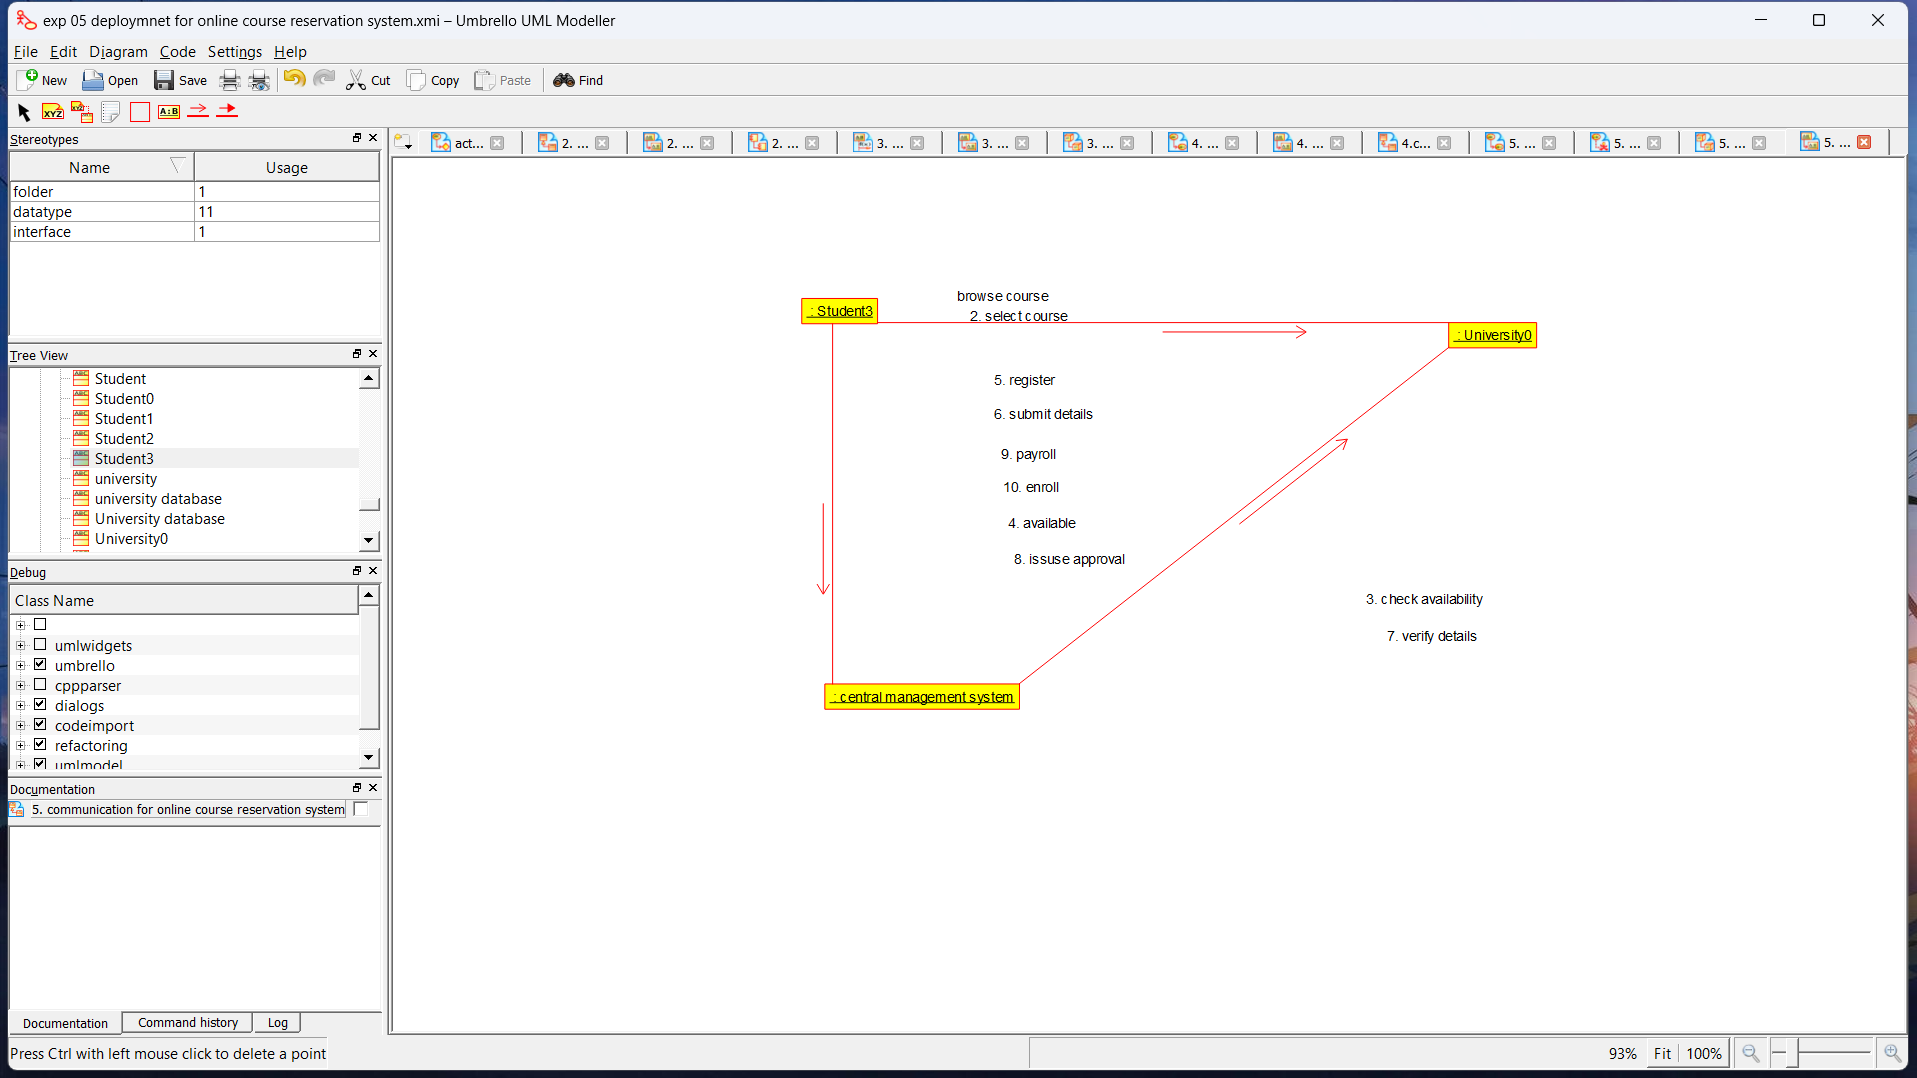 exp 05 deploymnet for online course reservation system.xmi – Umbrello UML Modeller
File Edit Diagram Code Settings Help
New Open Save Cut Copy Paste Find
XYZ XYZ A:B
Stereotypes
Name Usage
folder 1
datatype 11
interface 1
Tree View
Student
Student0
Student1
Student2
Student3
university
university database
University database
University0
Debug
Class Name
umlwidgets
umbrello
cppparser
dialogs
codeimport
refactoring
umlmodel
Documentation
5. communication for online course reservation system
Documentation Command history Log
Press Ctrl with left mouse click to delete a point
act... 2. ... 2. ... 2. ... 3. ... 3. ... 3. ... 4. ... 4. ... 4.c... 5. ... 5. ... 5. ... 5. ...
browse course
: Student3
2. select course
: University0
5. register
6. submit details
9. payroll
10. enroll
4. available
8. issuse approval
3. check availability
7. verify details
: central management system
93% Fit 100%